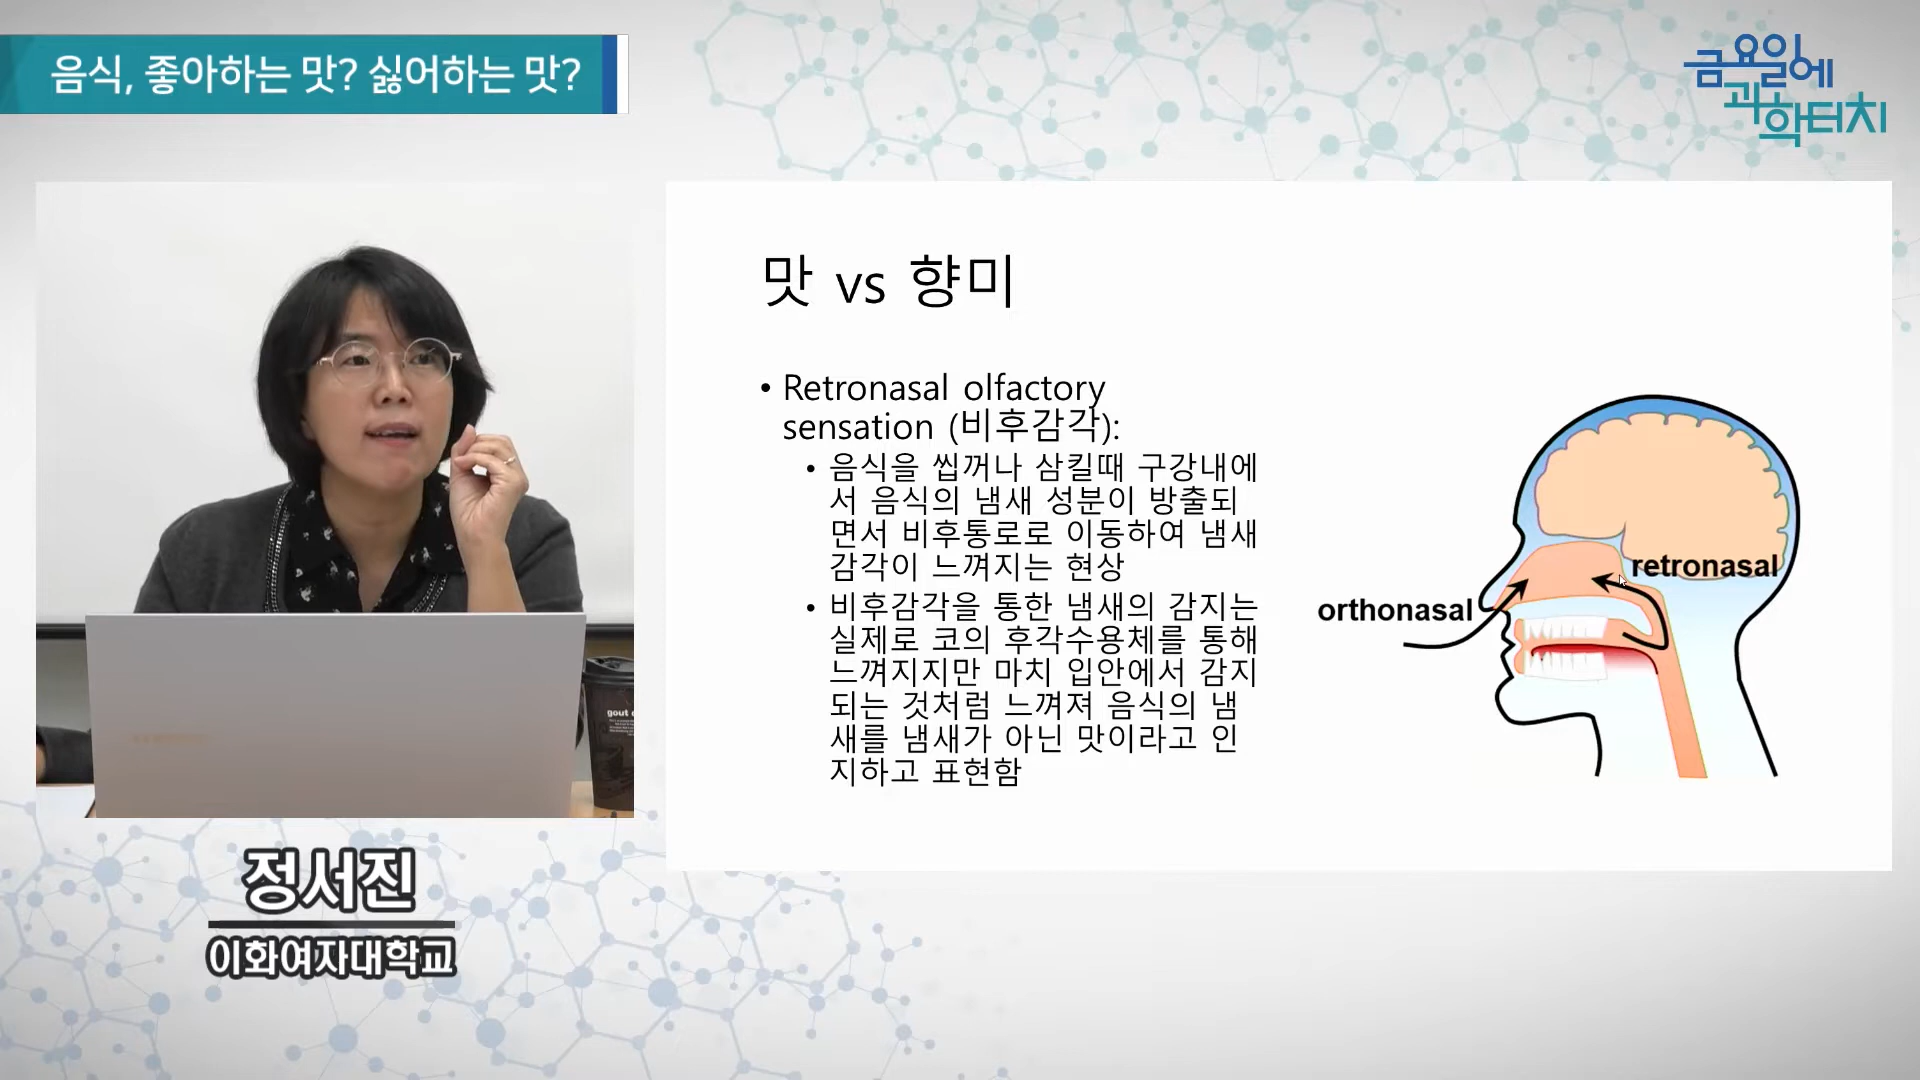 음식, 좋아하는 맛? 싫어하는 맛?
금요일에
과학터치
맛 vs 향미
• Retronasal olfactory
sensation (비후감각):
• 음식을 씹꺼나 삼킬때 구강내에
서 음식의 냄새 성분이 방출되
면서 비후통로로 이동하여 냄새
감각이 느껴지는 현상
• 비후감각을 통한 냄새의 감지는
실제로 코의 후각수용체를 통해
느껴지지만 마치 입안에서 감지
되는 것처럼 느껴져 음식의 냄
새를 냄새가 아닌 맛이라고 인
지하고 표현함
retronasal
orthonasal
gout
정서진
이화여자대학교